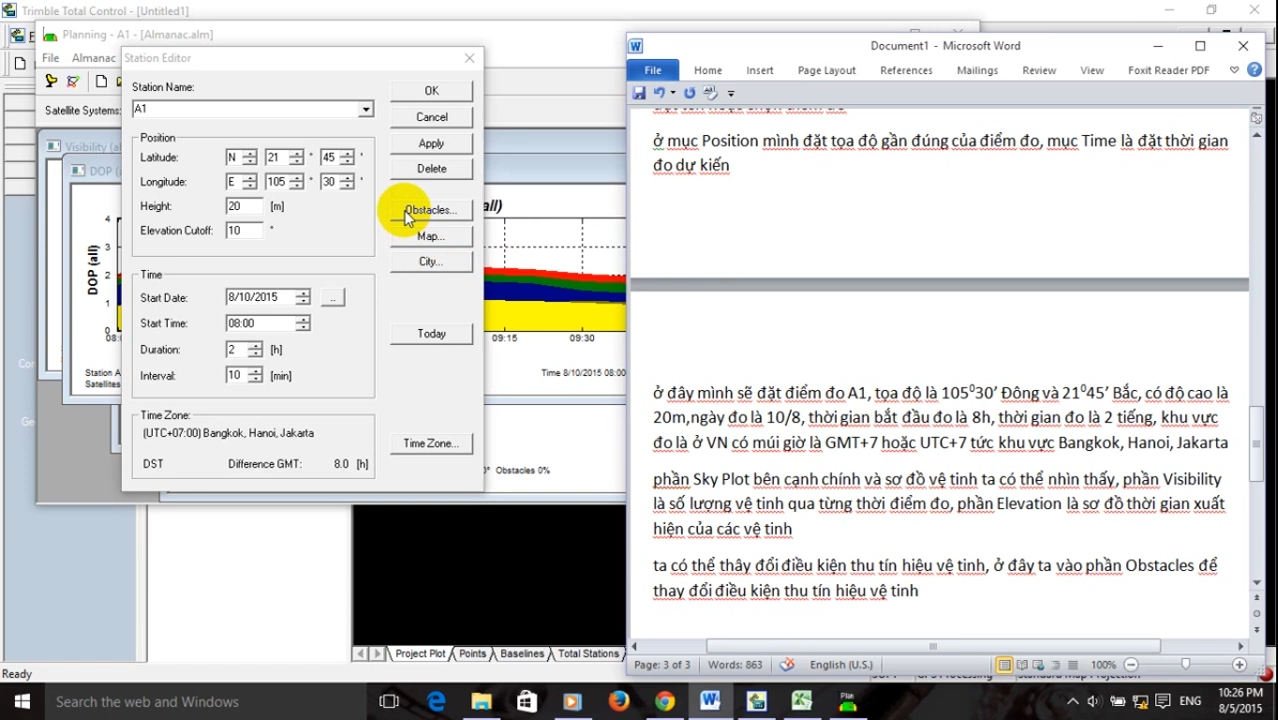 Trimble Total Control - [Untitled1]
Planning - A1 - [Almanac.alm]
File Almanac
Satellite Systems:
Visibility (a
DOP (
all)
DOP (all)
4
3
2
1
0
08:
09:15 09:30
Station A
Satellites
Time 8/10/2015 08:00
0° Obstacles 0%
Station Editor
Station Name:
A1
Position
Latitude: N 21 ° 45 '
Longitude: E 105 ° 30 '
Height: 20 [m]
Elevation Cutoff: 10 °
Time
Start Date: 8/10/2015 ..
Start Time: 08:00
Duration: 2 [h]
Interval: 10 [min]
Time Zone:
(UTC+07:00) Bangkok, Hanoi, Jakarta
DST Difference GMT: 8.0 [h]
OK
Cancel
Apply
Delete
Obstacles...
Map...
City...
Today
Time Zone...
Project Plot Points Baselines Total Stations
Ready
Document1 - Microsoft Word
File Home Insert Page Layout References Mailings Review View Foxit Reader PDF
ở mục Position mình đặt tọa độ gần đúng của điểm đo, mục Time là đặt thời gian
đo dự kiến
ở đây mình sẽ đặt điểm đo A1, tọa độ là 105⁰30’ Đông và 21⁰45’ Bắc, có độ cao là
20m,ngày đo là 10/8, thời gian bắt đầu đo là 8h, thời gian đo là 2 tiếng, khu vực
đo là ở VN có múi giờ là GMT+7 hoặc UTC+7 tức khu vực Bangkok, Hanoi, Jakarta
phần Sky Plot bên cạnh chính và sơ đồ vệ tinh ta có thể nhìn thấy, phần Visibility
là số lượng vệ tinh qua từng thời điểm đo, phần Elevation là sơ đồ thời gian xuất
hiện của các vệ tinh
ta có thể thây đổi điều kiện thu tín hiệu vệ tinh, ở đây ta vào phần Obstacles để
thay đổi điều kiện thu tín hiệu vệ tinh
Page: 3 of 3 Words: 863 English (U.S.) 100%
Search the web and Windows
Plan
ENG
10:26 PM
8/5/2015